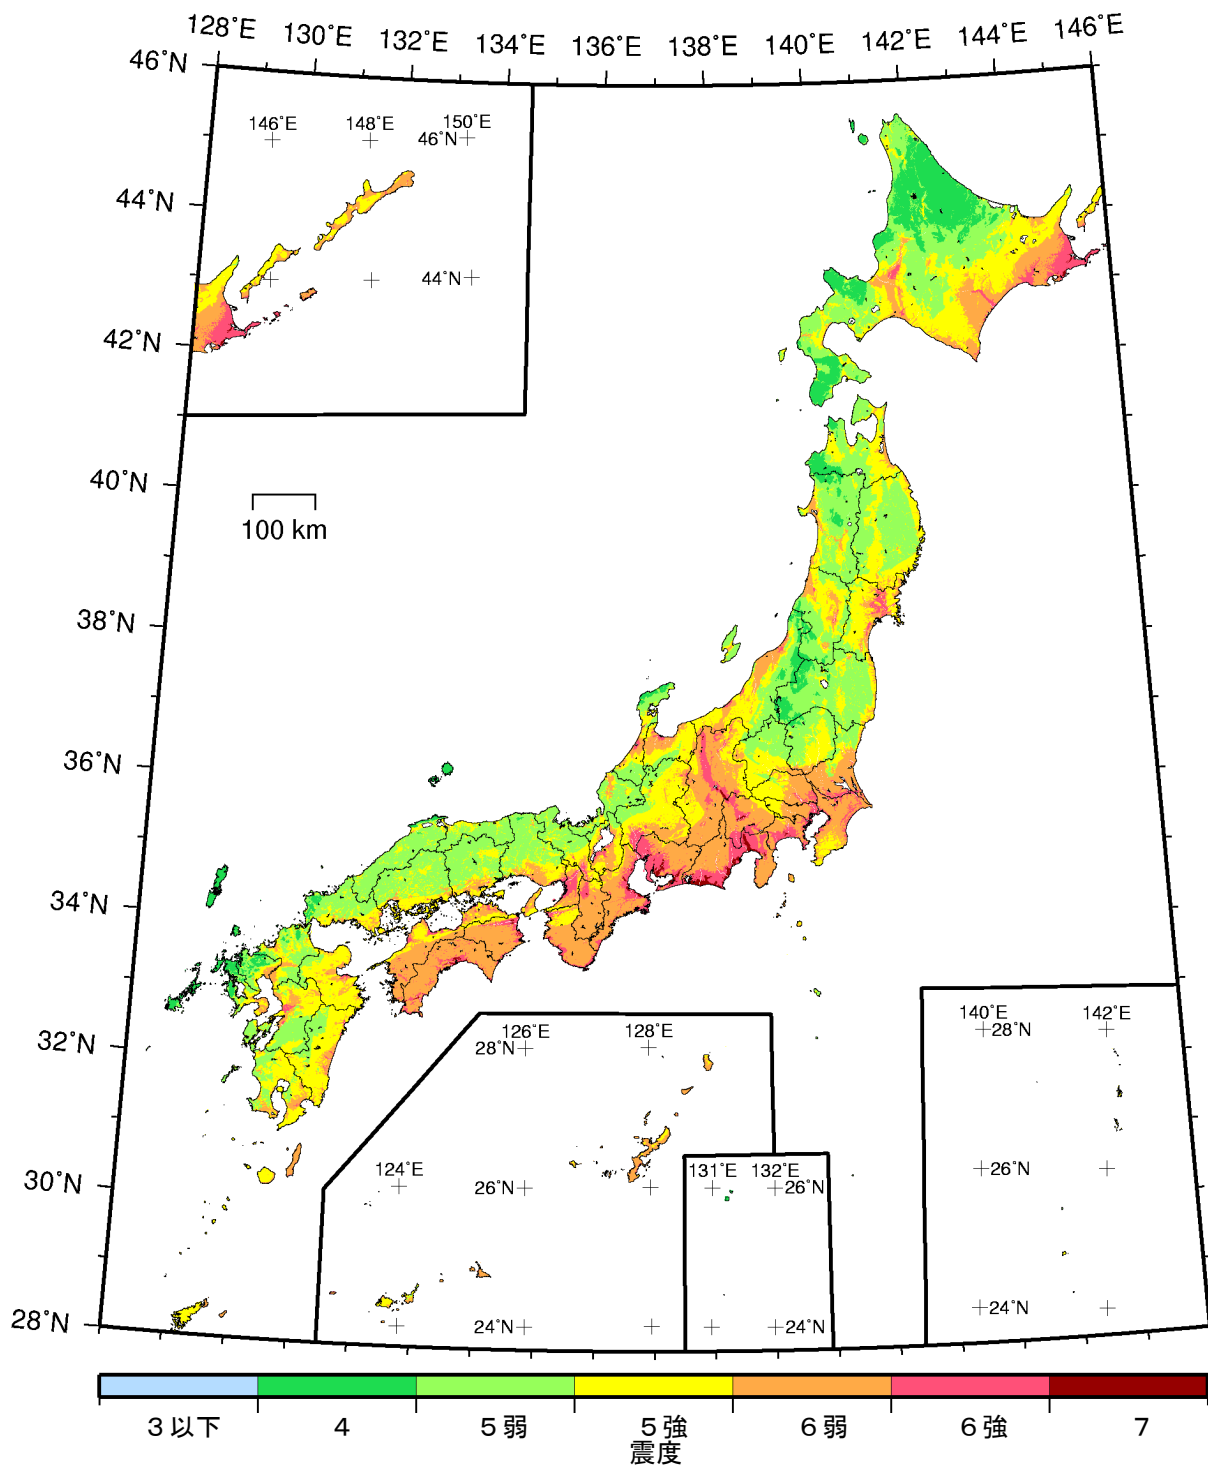 128°E 130°E 132°E 134°E 136°E 138°E 140°E 142°E 144°E 146°E
46°N
146°E 148°E 150°E
46°N
44°N
44°N
42°N
40°N
100 km
38°N
36°N
34°N
32°N
126°E 128°E
28°N
140°E 142°E
28°N
124°E
131°E 132°E
30°N
26°N
26°N
26°N
28°N
24°N
24°N
24°N
3以下 4 5弱 5強 6弱 6強 7
震度